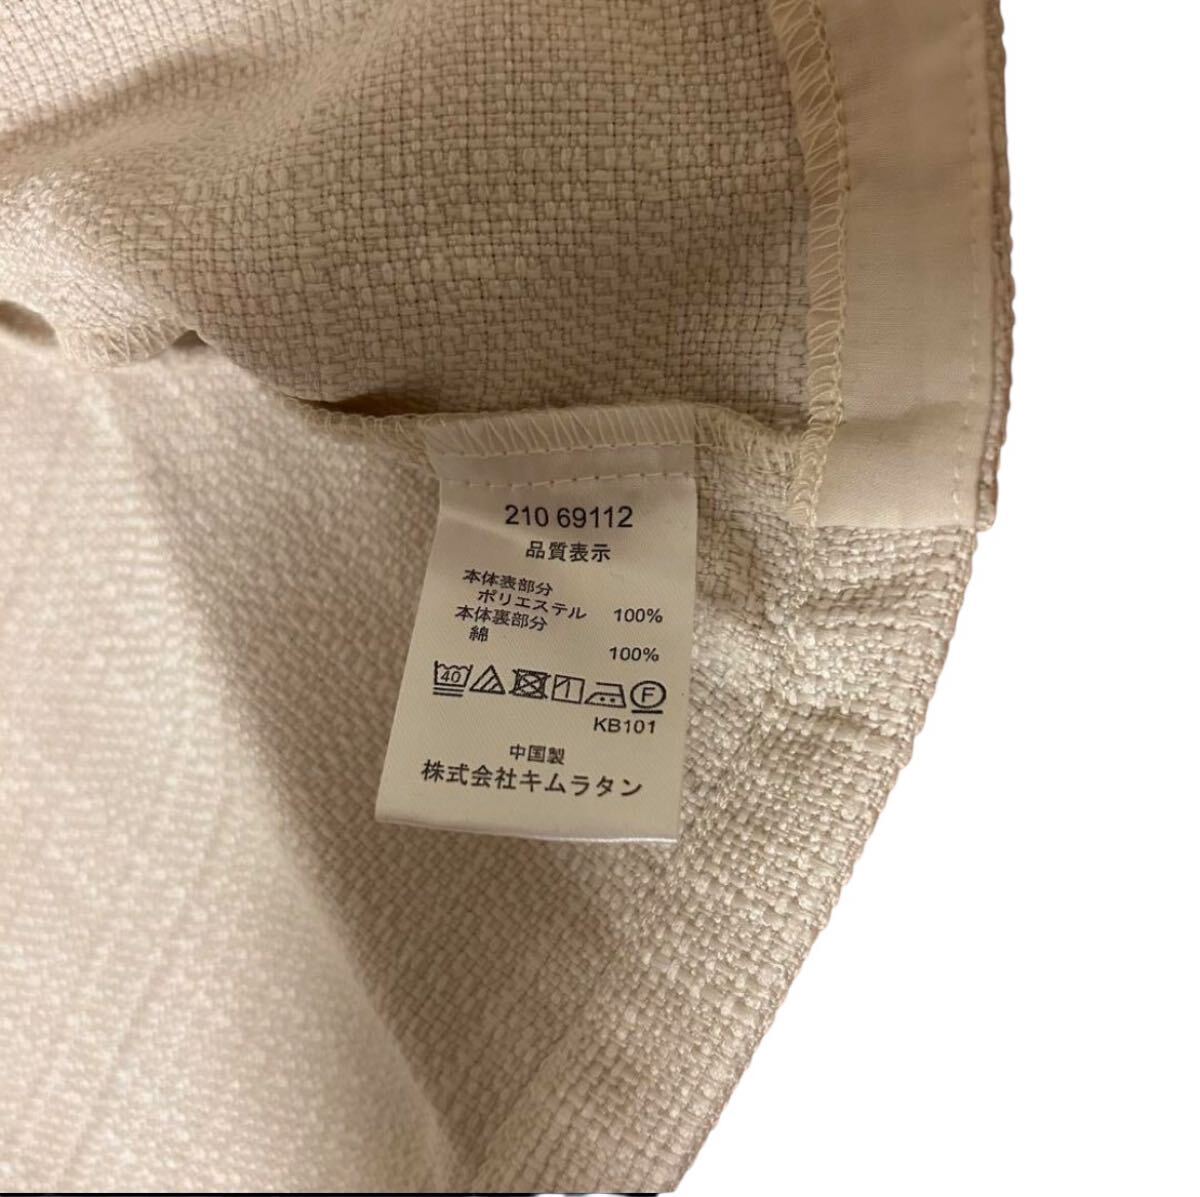 210 69112
品質表示
本体表部分
ポリエステル 100%
本体裏部分
綿 100%
40 F
KB101
中国製
株式会社キムラタン